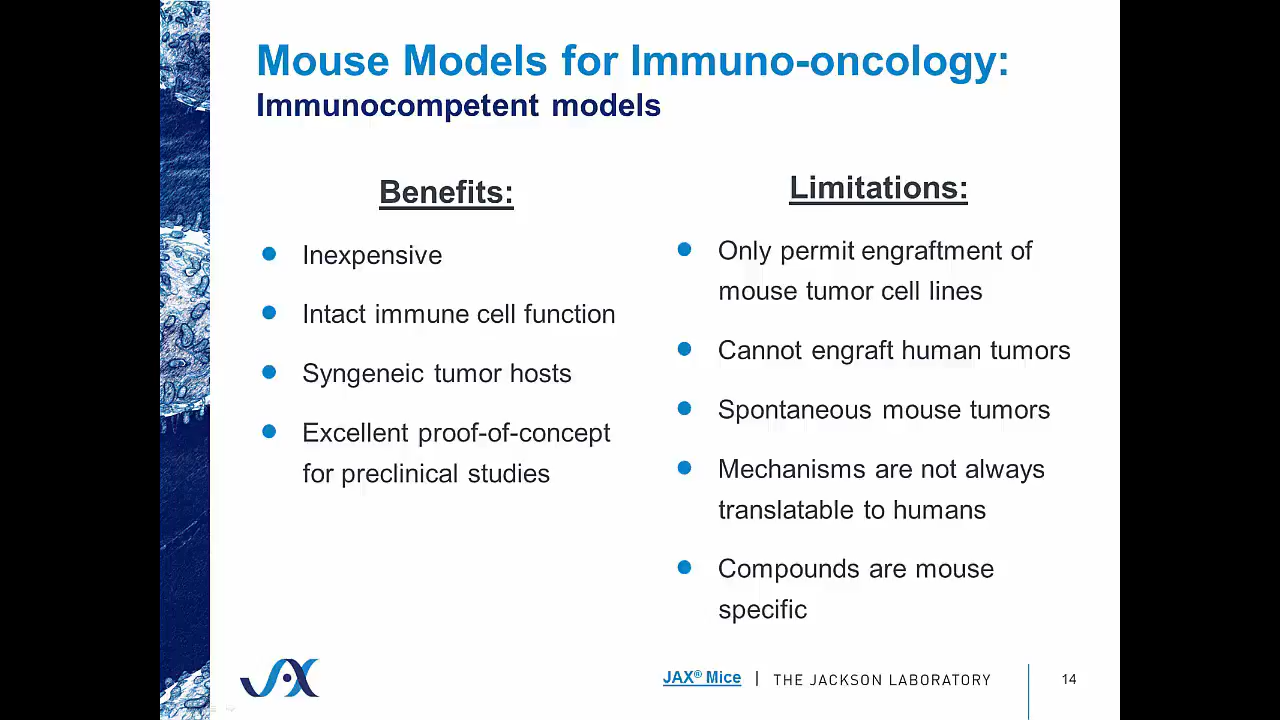 Mouse Models for Immuno-oncology:
Immunocompetent models
Benefits:
Inexpensive
Intact immune cell function
Syngeneic tumor hosts
Excellent proof-of-concept
for preclinical studies
Limitations:
Only permit engraftment of
mouse tumor cell lines
Cannot engraft human tumors
Spontaneous mouse tumors
Mechanisms are not always
translatable to humans
Compounds are mouse
specific
JAX
JAX® Mice | THE JACKSON LABORATORY
14